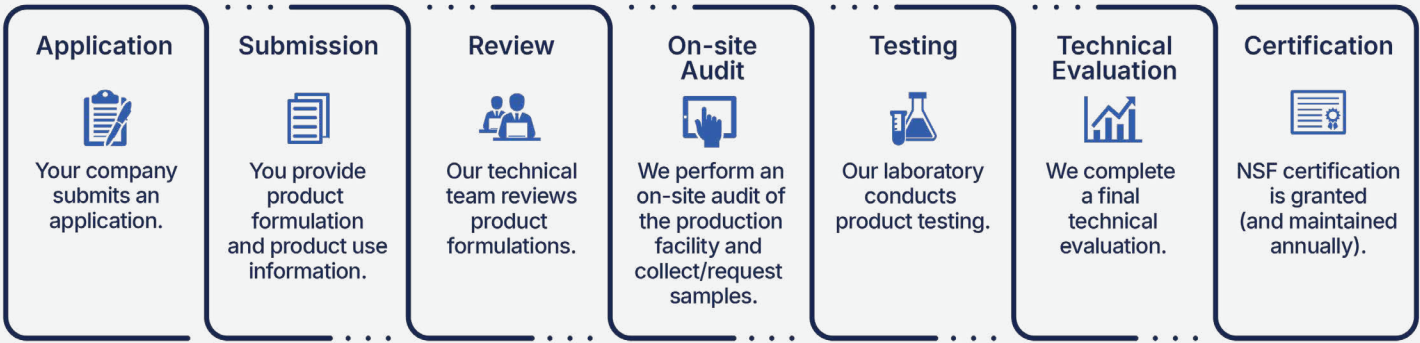 Application
Your company
submits an
application.
Submission
You provide
product
formulation
and product use
information.
Review
Our technical
team reviews
product
formulations.
On-site
Audit
We perform an
on-site audit of
the production
facility and
collect/request
samples.
Testing
Our laboratory
conducts
product testing.
Technical
Evaluation
We complete
a final
technical
evaluation.
Certification
NSF certification
is granted
(and maintained
annually).